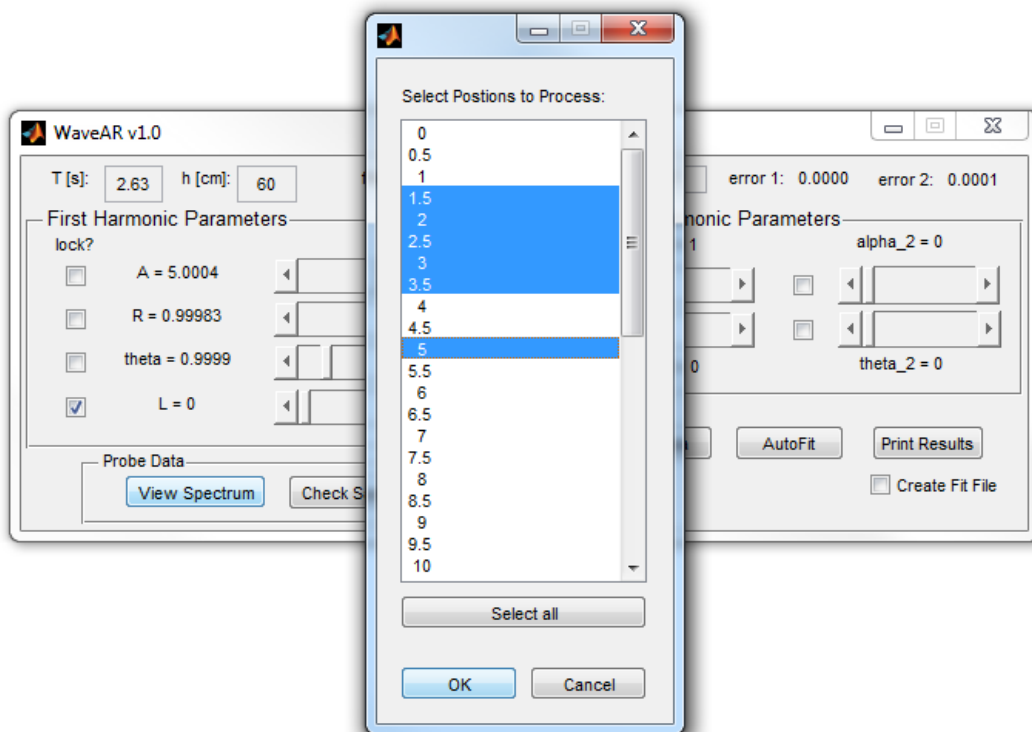 Select Postions to Process:
0
0.5
1
1.5
2
2.5
3
3.5
4
4.5
5
5.5
6
6.5
7
7.5
8
8.5
9
9.5
10
Select all
OK Cancel
WaveAR v1.0
T [s]: 2.63 h [cm]: 60
error 1: 0.0000 error 2: 0.0001
First Harmonic Parameters
lock?
A = 5.0004
R = 0.99983
theta = 0.9999
L = 0
Probe Data
View Spectrum Check S
monic Parameters
1 alpha_2 = 0
0 theta_2 = 0
AutoFit Print Results
Create Fit File